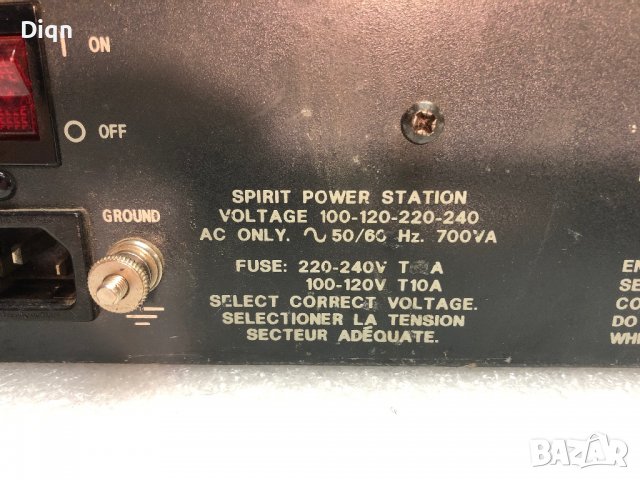 Diqn
I ON
O OFF
GROUND
SPIRIT POWER STATION
VOLTAGE 100-120-220-240
AC ONLY. ∿ 50/60 Hz. 700VA
FUSE: 220-240V
100-120V T10A
SELECT CORRECT VOLTAGE.
SELECTIONER LA TENSION
SECTEUR ADÉQUATE.
DO
BAZAR